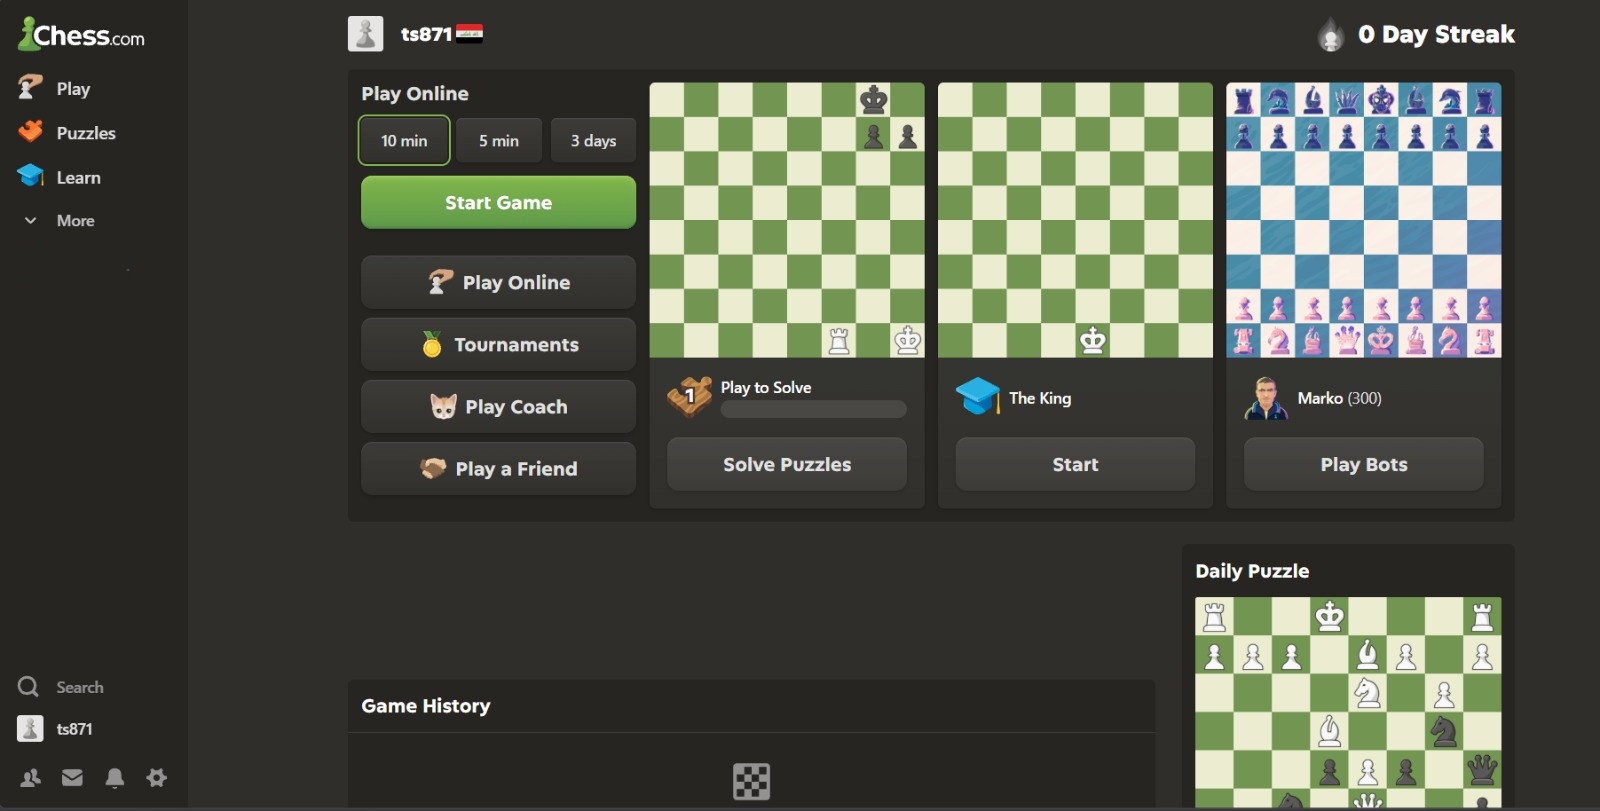 Chess.com
Play
Puzzles
Learn
More
Search
ts871
ts871
0 Day Streak
Play Online
10 min
5 min
3 days
Start Game
Play Online
Tournaments
Play Coach
Play a Friend
1
Play to Solve
Solve Puzzles
The King
Start
Marko (300)
Play Bots
Game History
Daily Puzzle